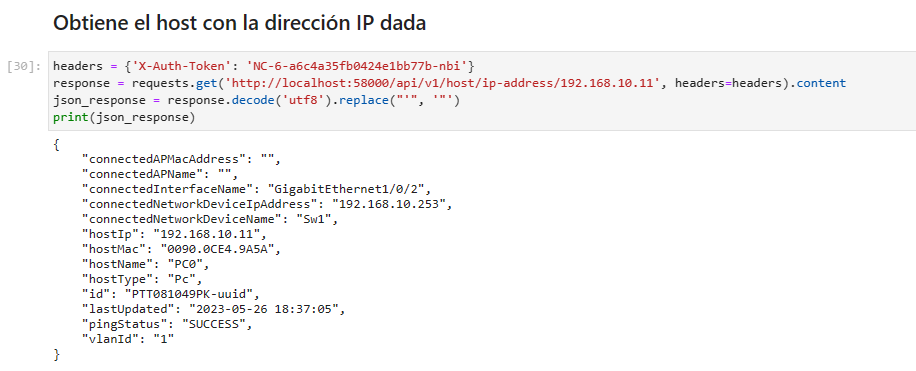 Obtiene el host con la dirección IP dada
[30]: headers = {'X-Auth-Token': 'NC-6-a6c4a35fb0424e1bb77b-nbi'}
response = requests.get('http://localhost:58000/api/v1/host/ip-address/192.168.10.11', headers=headers).content
json_response = response.decode('utf8').replace("'", '"')
print(json_response)
{
    "connectedAPMacAddress": "",
    "connectedAPName": "",
    "connectedInterfaceName": "GigabitEthernet1/0/2",
    "connectedNetworkDeviceIpAddress": "192.168.10.253",
    "connectedNetworkDeviceName": "Sw1",
    "hostIp": "192.168.10.11",
    "hostMac": "0090.0CE4.9A5A",
    "hostName": "PC0",
    "hostType": "Pc",
    "id": "PTT081049PK-uuid",
    "lastUpdated": "2023-05-26 18:37:05",
    "pingStatus": "SUCCESS",
    "vlanId": "1"
}